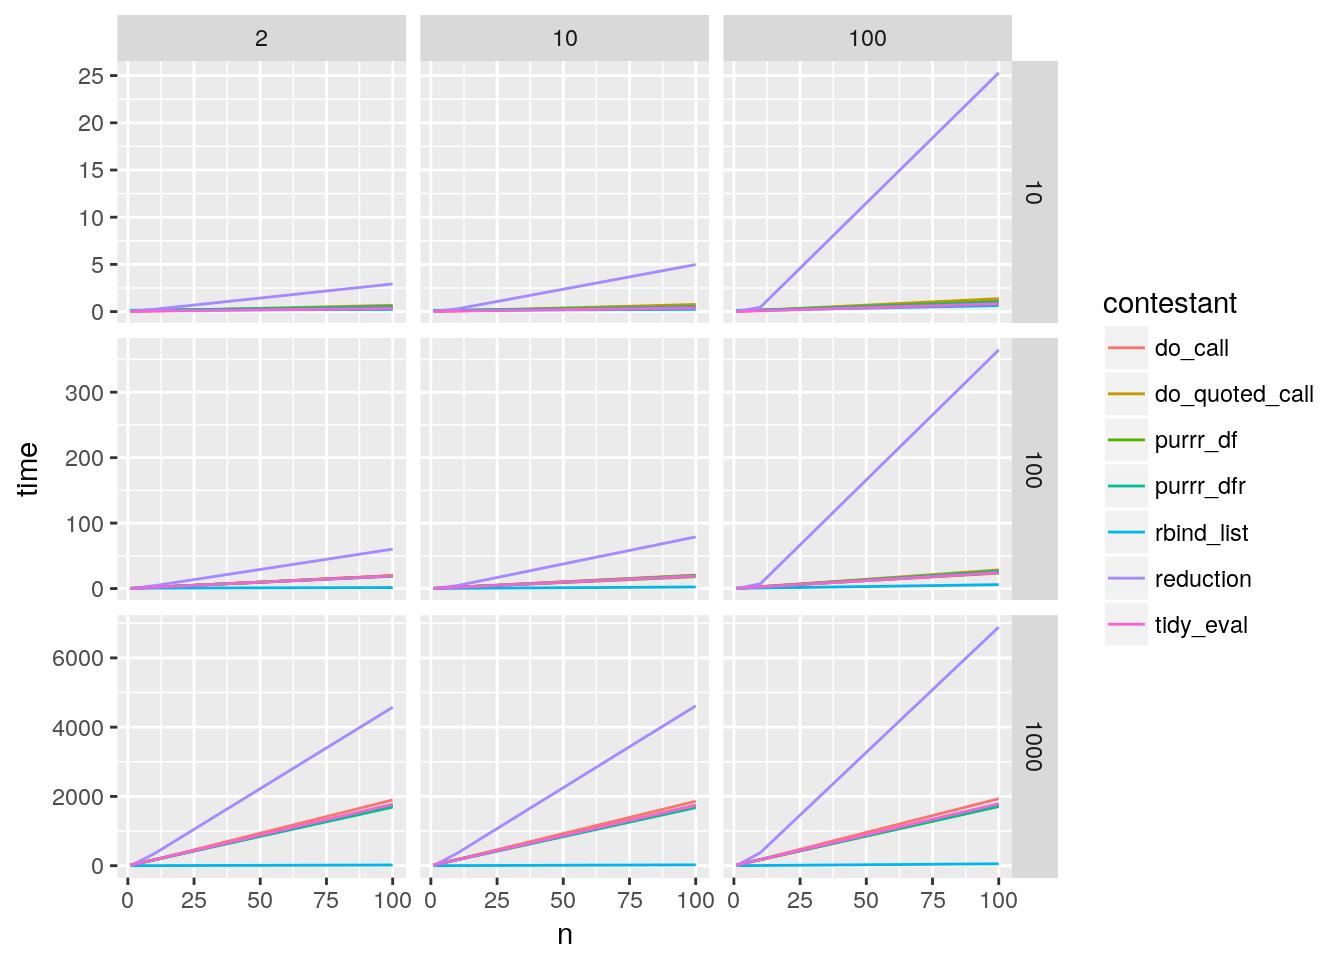 2 10 100
25
20
15
10
5
0
10
300
200
100
0
100
6000
4000
2000
0
1000
0 25 50 75 100 0 25 50 75 100 0 25 50 75 100
n
time
contestant
do_call
do_quoted_call
purrr_df
purrr_dfr
rbind_list
reduction
tidy_eval